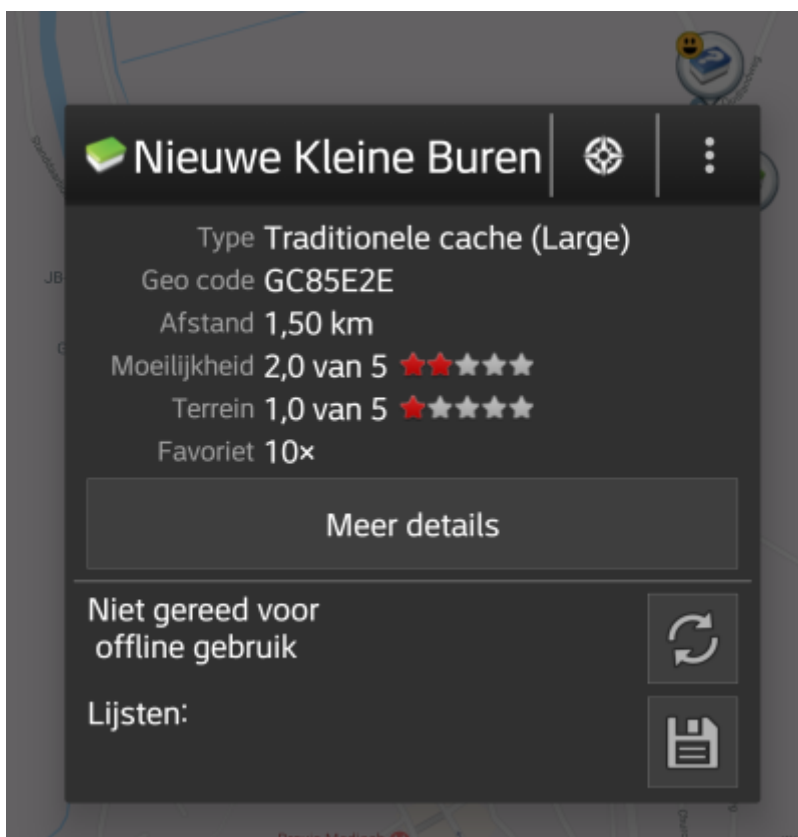 Nieuwe Kleine Buren
Type Traditionele cache (Large)
Geo code GC85E2E
Afstand 1,50 km
Moeilijkheid 2,0 van 5
Terrein 1,0 van 5
Favoriet 10×
Meer details
Niet gereed voor
offline gebruik
Lijsten: